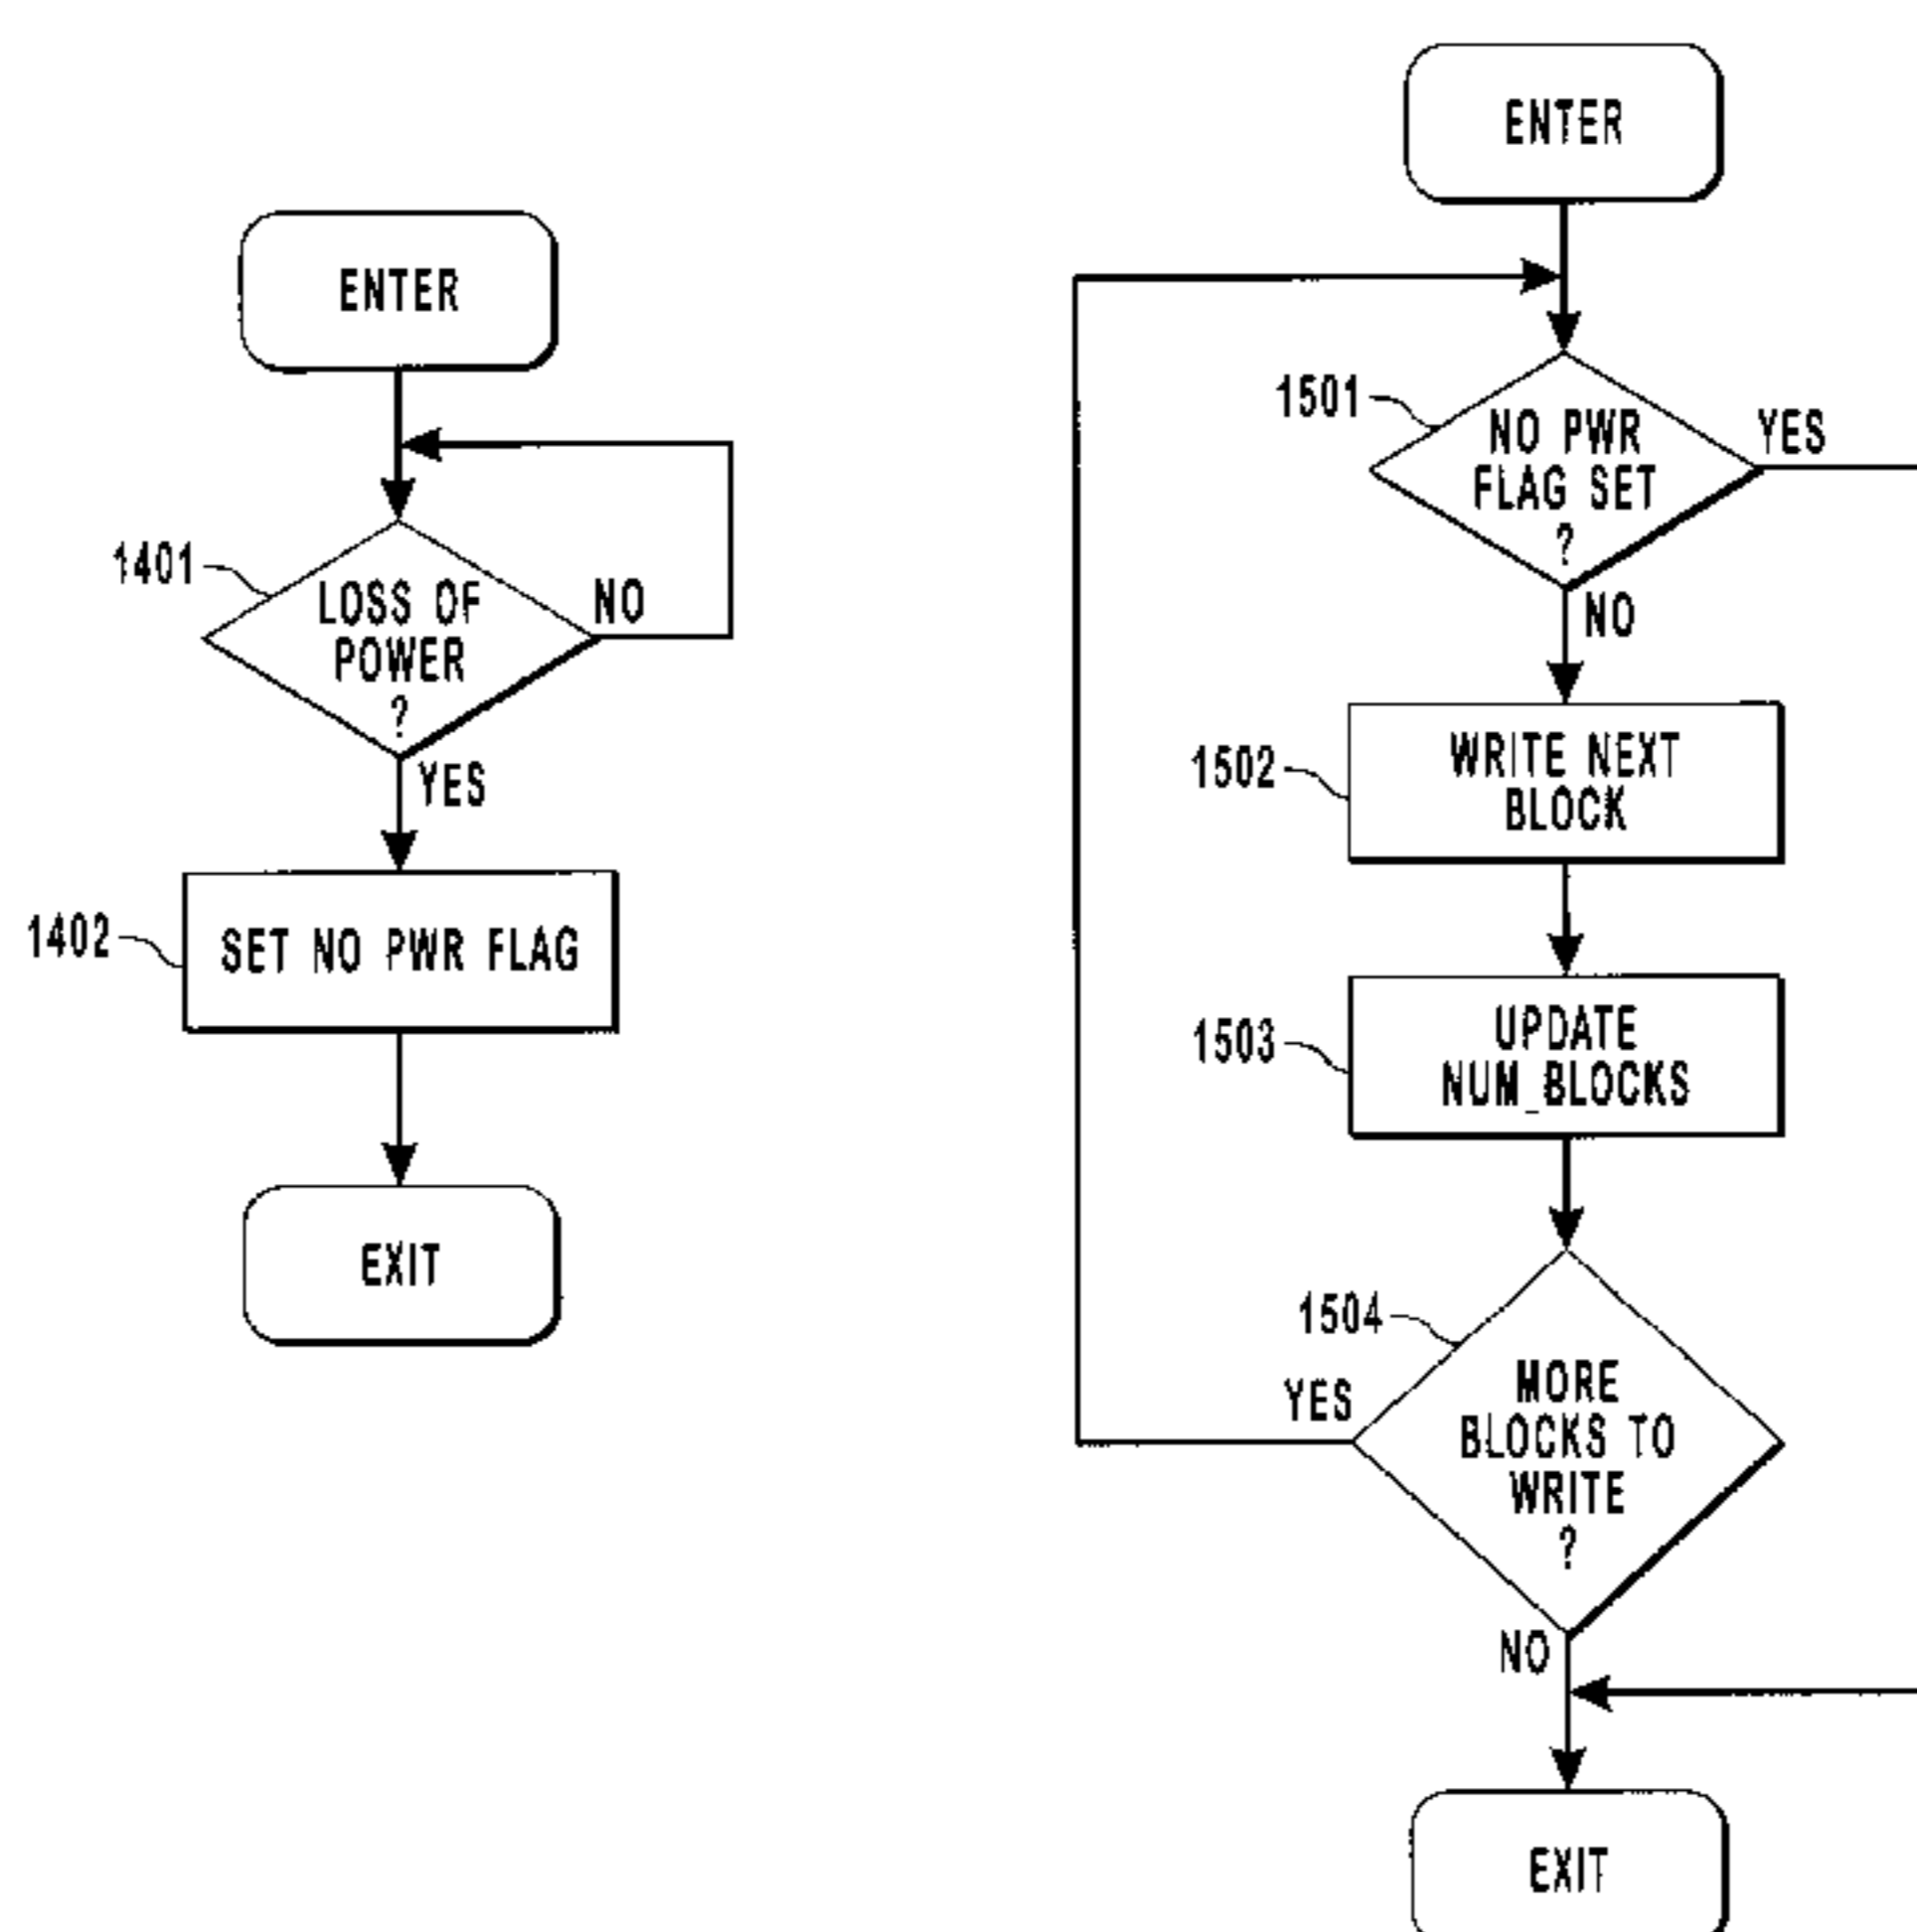 ENTER
1401
LOSS OF
POWER
?
NO
YES
1402
SET NO PWR FLAG
EXIT
ENTER
1501
NO PWR
FLAG SET
?
YES
NO
1502
WRITE NEXT
BLOCK
1503
UPDATE
NUM_BLOCKS
1504
MORE
BLOCKS TO
WRITE
?
YES
NO
EXIT